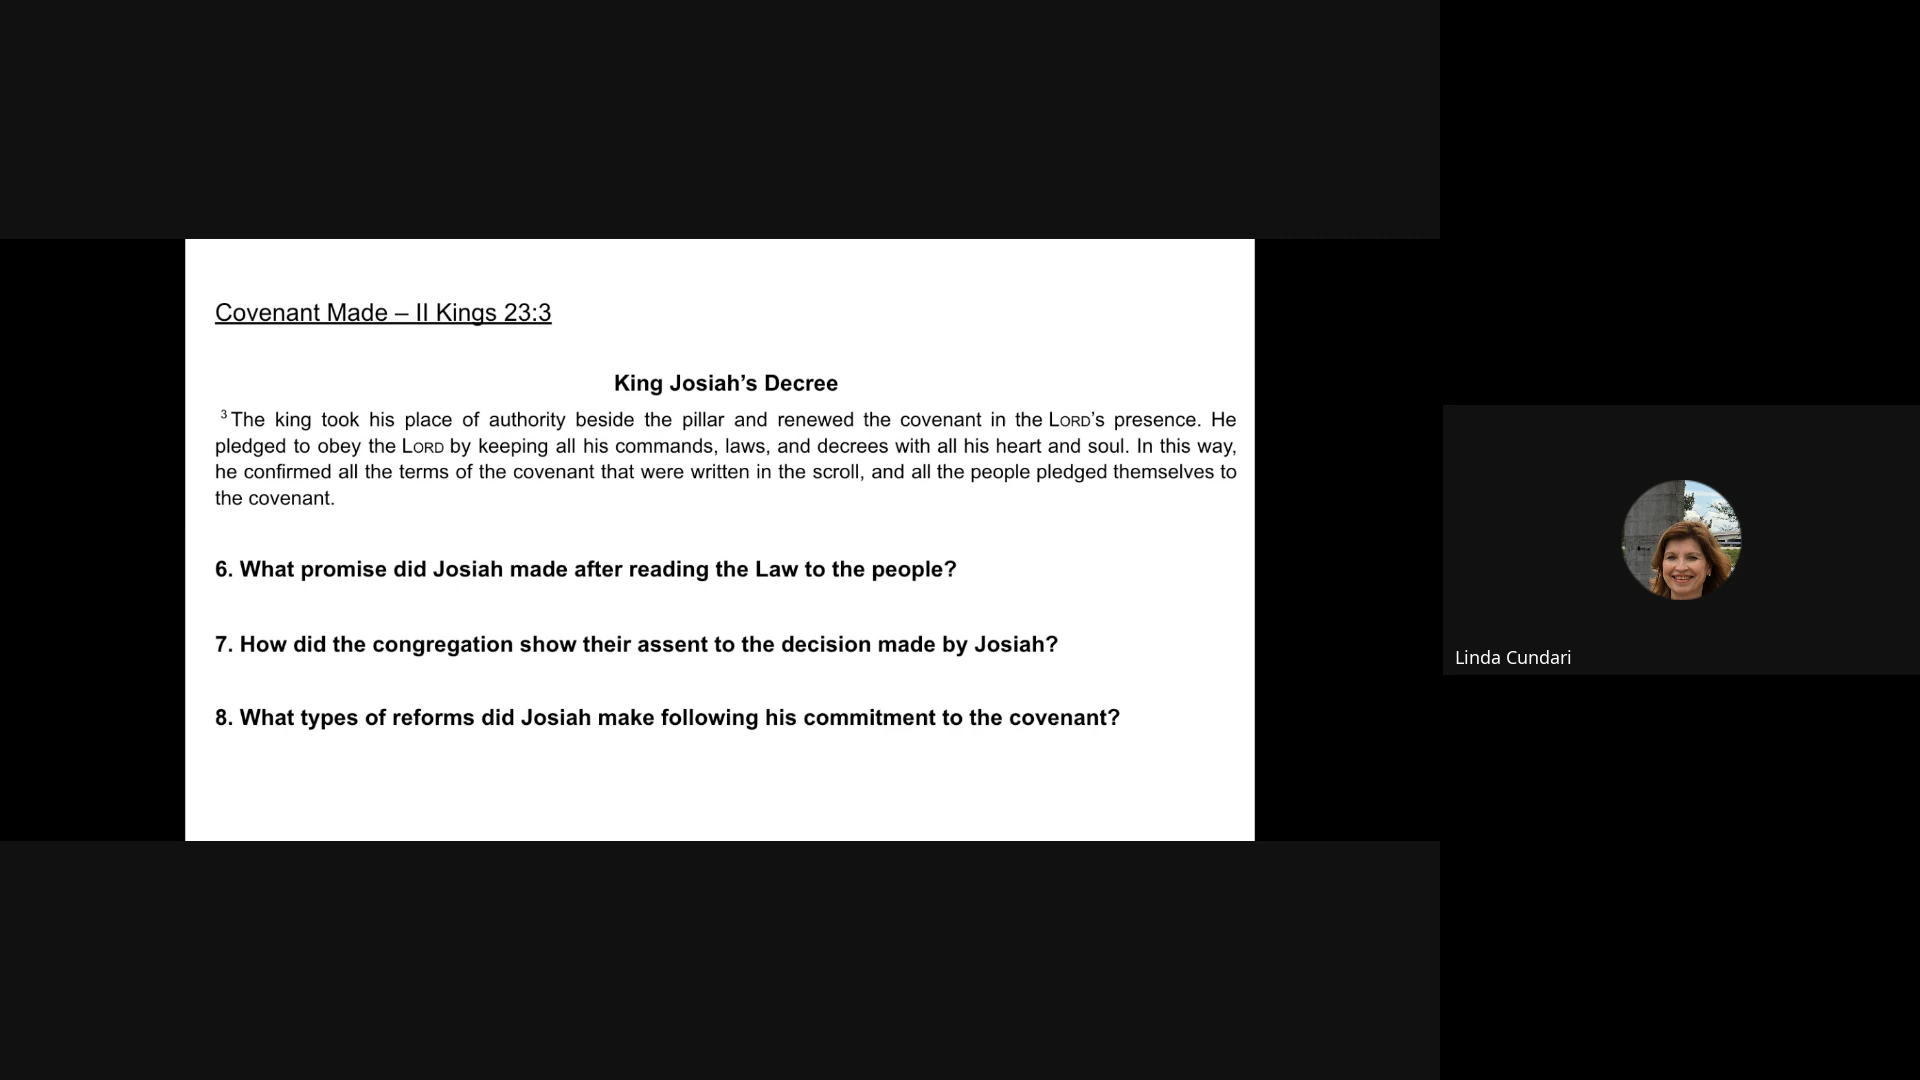 Covenant Made – II Kings 23:3
King Josiah’s Decree
3 The king took his place of authority beside the pillar and renewed the covenant in the LORD’s presence. He
pledged to obey the LORD by keeping all his commands, laws, and decrees with all his heart and soul. In this way,
he confirmed all the terms of the covenant that were written in the scroll, and all the people pledged themselves to
the covenant.
6. What promise did Josiah made after reading the Law to the people?
7. How did the congregation show their assent to the decision made by Josiah?
8. What types of reforms did Josiah make following his commitment to the covenant?
Linda Cundari